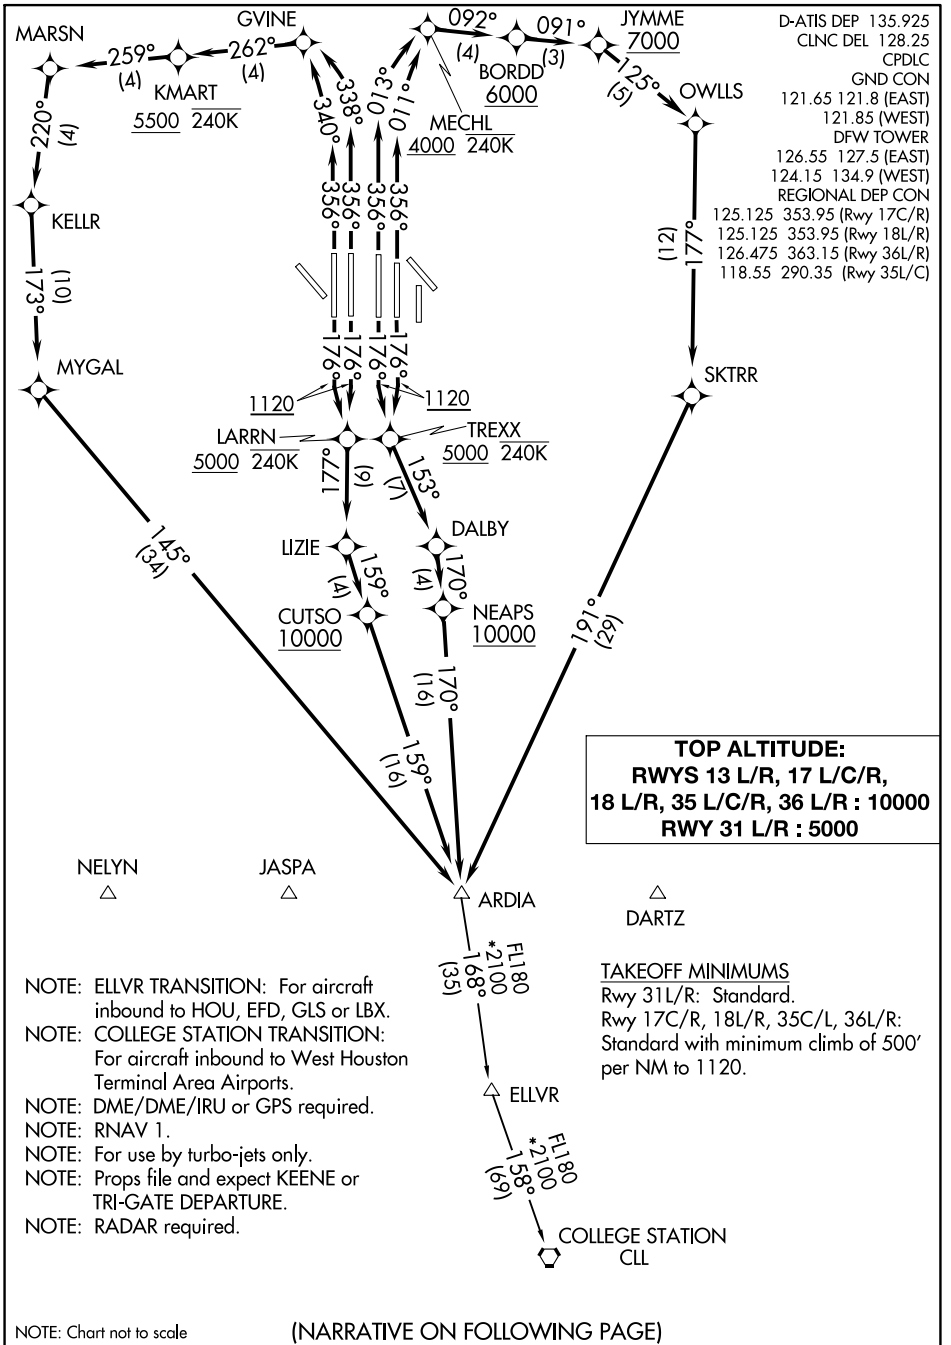 D-ATIS DEP 135.925
CLNC DEL 128.25
CPDLC
GND CON
121.65 121.8 (EAST)
121.85 (WEST)
DFW TOWER
126.55 127.5 (EAST)
124.15 134.9 (WEST)
REGIONAL DEP CON
125.125 353.95 (Rwy 17C/R)
125.125 353.95 (Rwy 18L/R)
126.475 363.15 (Rwy 36L/R)
118.55 290.35 (Rwy 35L/C)
MARSN
259°
(4)
KMART
5500 240K
262°
(4)
GVINE
338°
340°
013°
011°
MECHL
4000 240K
092°
(4)
BORDD
6000
091°
(3)
JYMME
7000
125°
(5)
OWLLS
220°
(4)
KELLR
173°
(10)
MYGAL
356°
356°
356°
356°
176°
176°
176°
176°
1120
1120
177°
(12)
SKTRR
LARRN
5000 240K
TREXX
5000 240K
177°
(6)
153°
(7)
LIZIE
DALBY
159°
(4)
170°
(4)
CUTSO
10000
NEAPS
10000
145°
(34)
159°
(16)
170°
(16)
191°
(29)
TOP ALTITUDE:
RWYS 13 L/R, 17 L/C/R,
18 L/R, 35 L/C/R, 36 L/R : 10000
RWY 31 L/R : 5000
NELYN
JASPA
ARDIA
DARTZ
FL180
*2100
168°
(35)
ELLVR
FL180
*2100
158°
(69)
COLLEGE STATION
CLL
NOTE: ELLVR TRANSITION: For aircraft
inbound to HOU, EFD, GLS or LBX.
NOTE: COLLEGE STATION TRANSITION:
For aircraft inbound to West Houston
Terminal Area Airports.
NOTE: DME/DME/IRU or GPS required.
NOTE: RNAV 1.
NOTE: For use by turbo-jets only.
NOTE: Props file and expect KEENE or
TRI-GATE DEPARTURE.
NOTE: RADAR required.
TAKEOFF MINIMUMS
Rwy 31L/R: Standard.
Rwy 17C/R, 18L/R, 35C/L, 36L/R:
Standard with minimum climb of 500'
per NM to 1120.
NOTE: Chart not to scale
(NARRATIVE ON FOLLOWING PAGE)